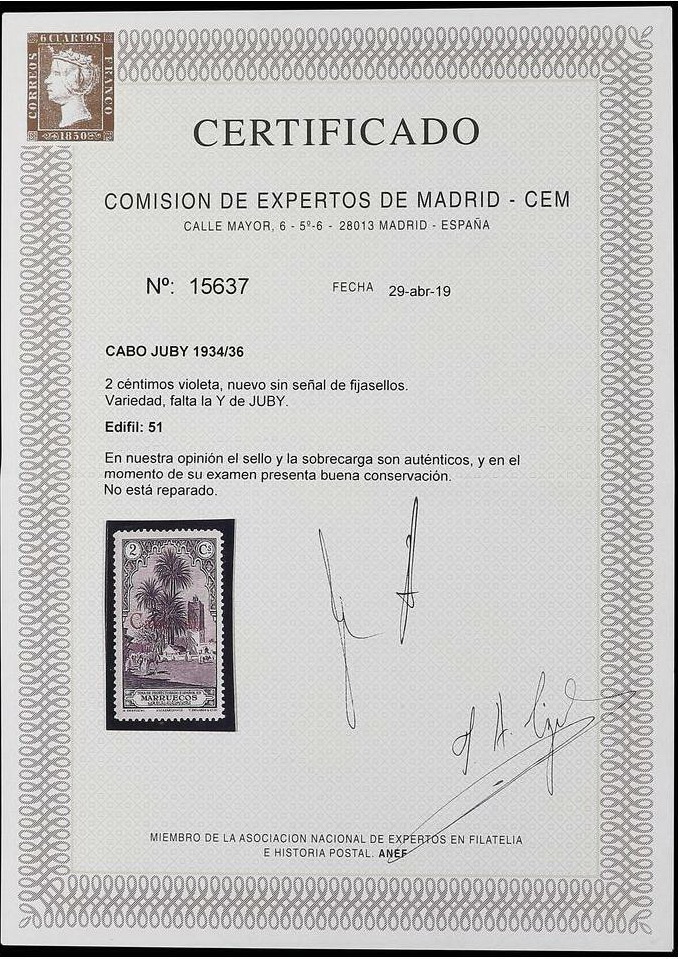 6 CUARTOS
CORREOS
FRANCO
1850
CERTIFICADO
COMISION DE EXPERTOS DE MADRID - CEM
CALLE MAYOR, 6 - 5º-6 - 28013 MADRID - ESPAÑA
Nº: 15637
FECHA 29-abr-19
CABO JUBY 1934/36
2 céntimos violeta, nuevo sin señal de fijasellos.
Variedad, falta la Y de JUBY.
Edifil: 51
En nuestra opinión el sello y la sobrecarga son auténticos, y en el
momento de su examen presenta buena conservación.
No está reparado.
2 Cs
MARRUECOS
MIEMBRO DE LA ASOCIACION NACIONAL DE EXPERTOS EN FILATELIA
E HISTORIA POSTAL. ANEF